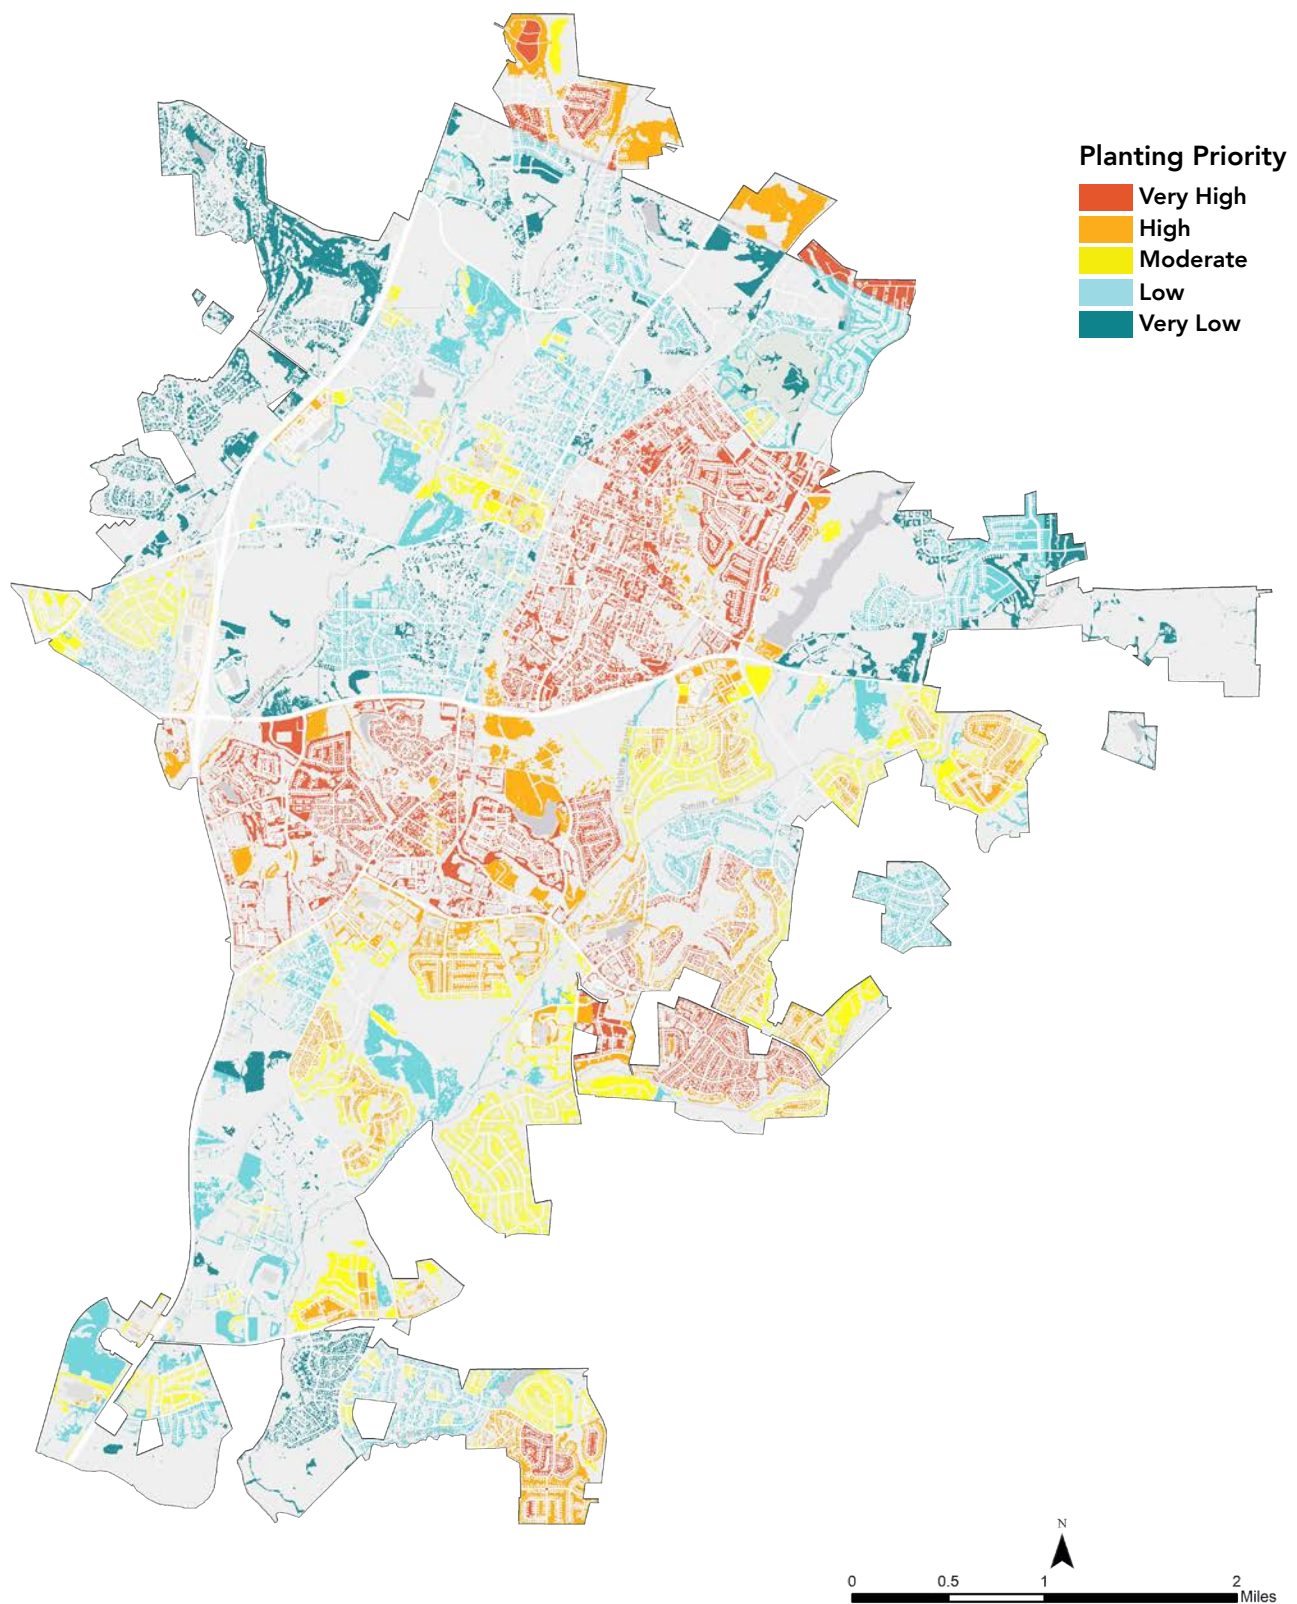 Planting Priority
Very High
High
Moderate
Low
Very Low
Smith Creek
N
0 0.5 1 2
Miles